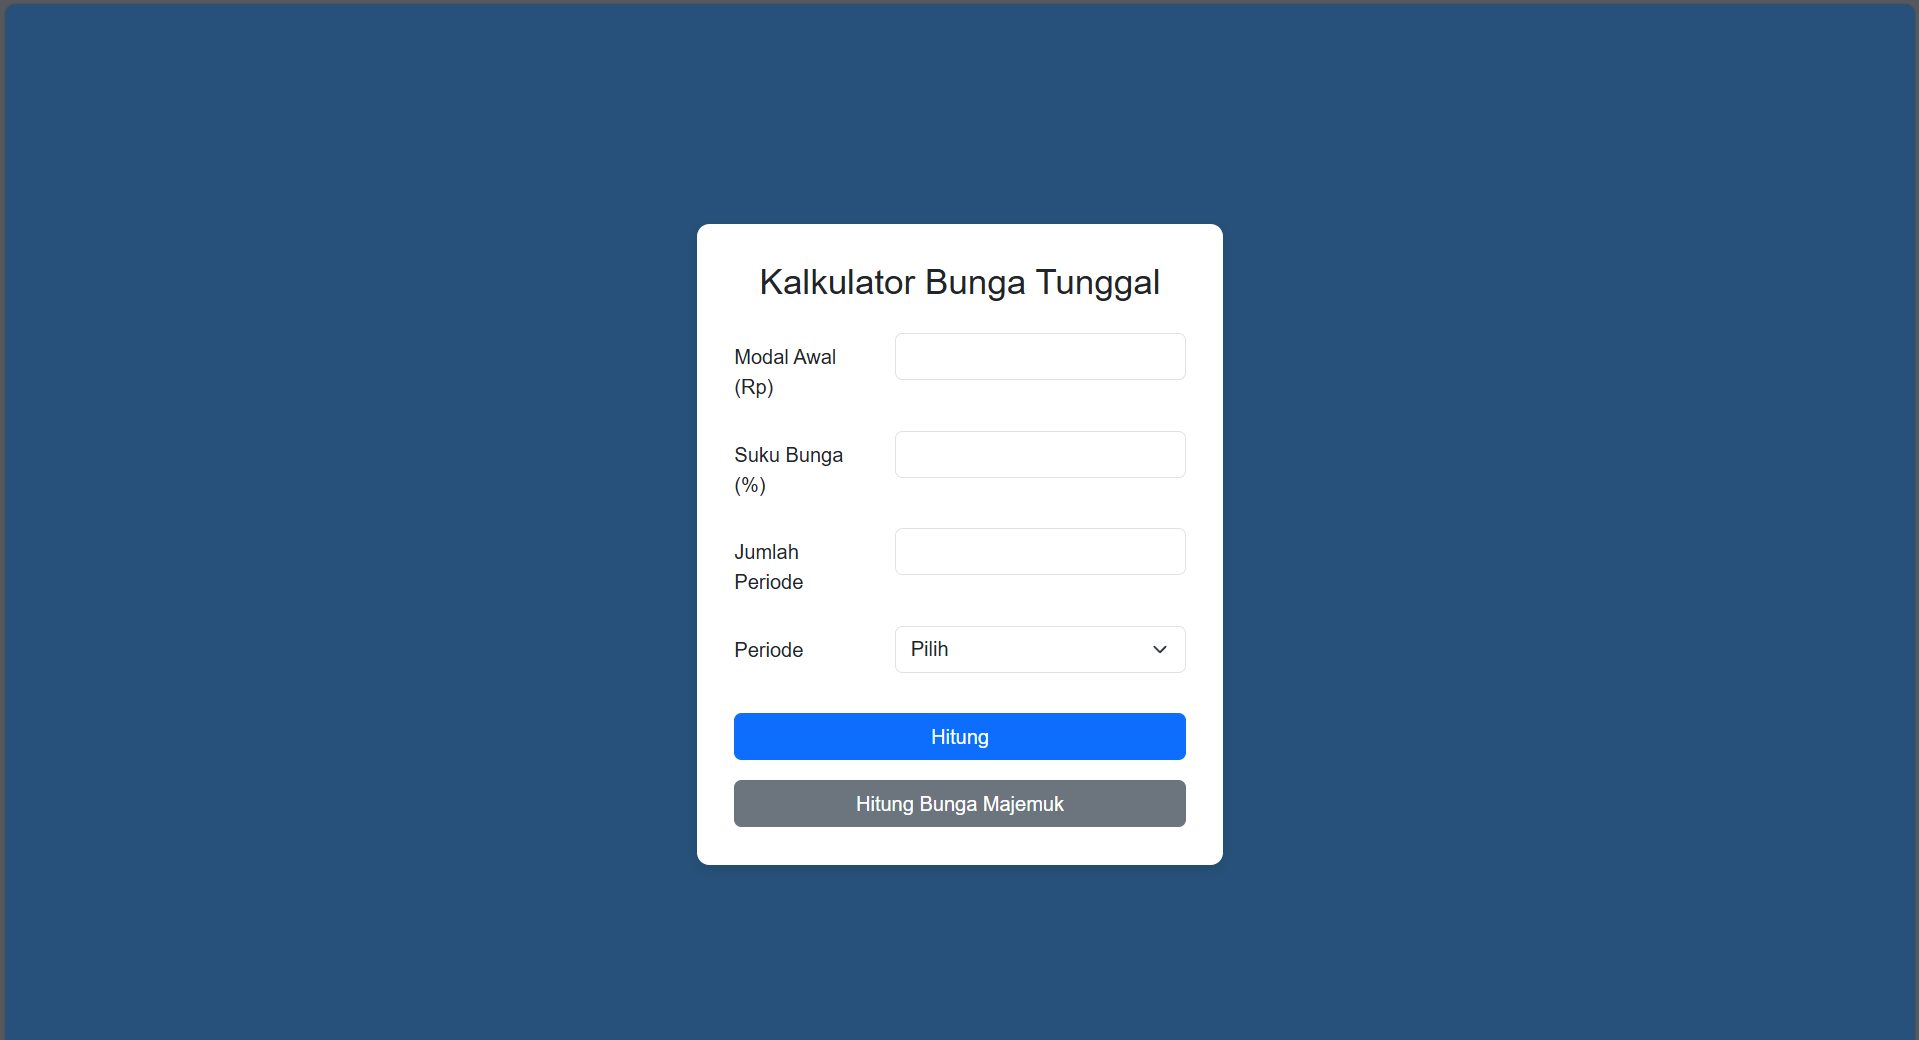 Kalkulator Bunga Tunggal
Modal Awal
(Rp)
Suku Bunga
(%)
Jumlah
Periode
Periode
Pilih
Hitung
Hitung Bunga Majemuk